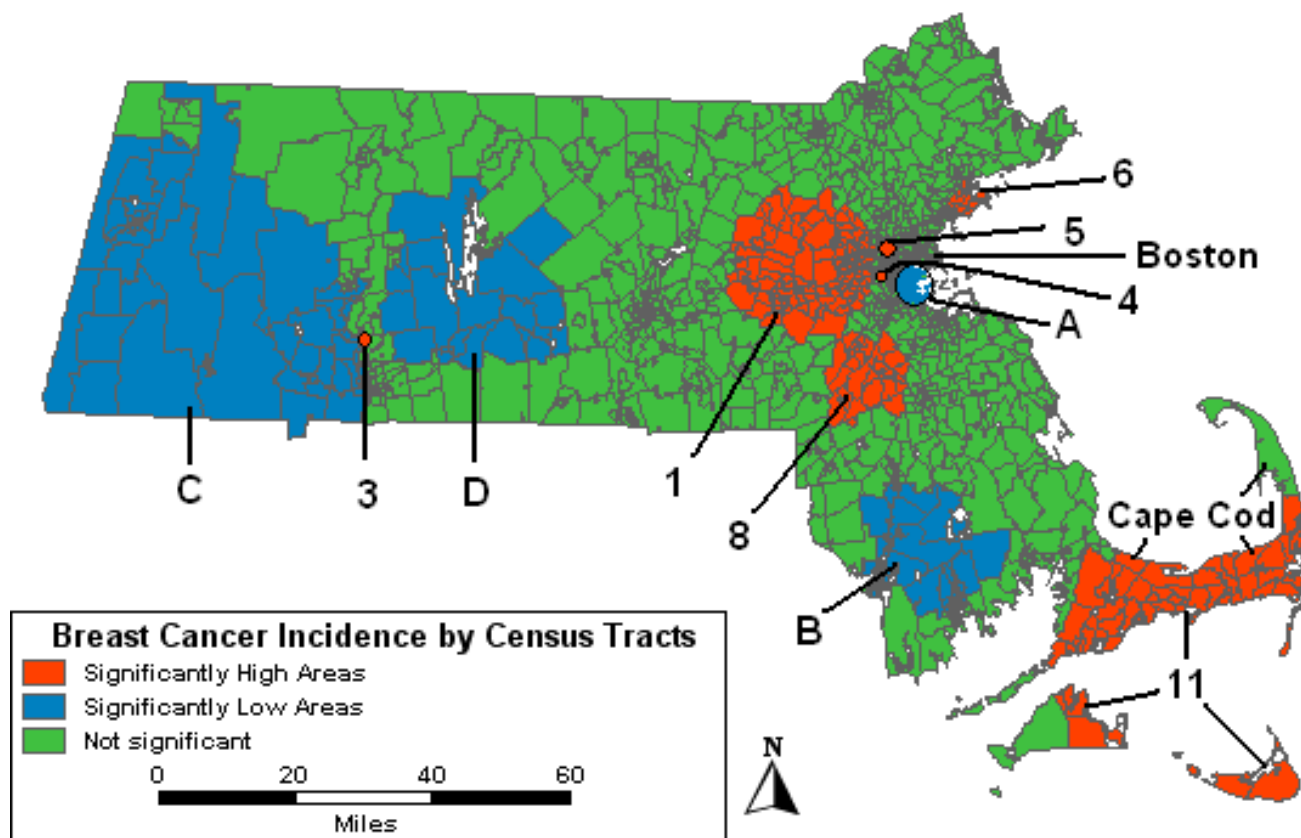 6
5
Boston
4
A
1
8
C
3
D
Cape Cod
B
11
Breast Cancer Incidence by Census Tracts
Significantly High Areas
Significantly Low Areas
Not significant
0 20 40 60
Miles
N